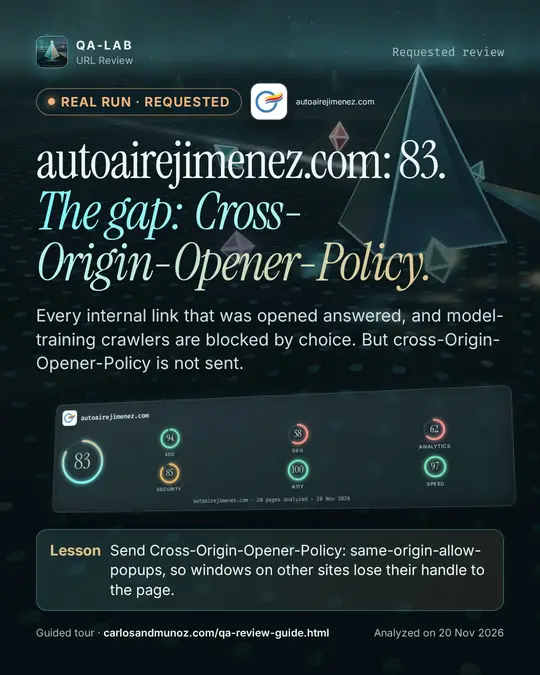 QA-LAB
URL Review
Requested review
REAL RUN · REQUESTED
autoairejimenez.com
autoairejimenez.com: 83.
The gap: Cross-
Origin-Opener-Policy.
Every internal link that was opened answered, and model-
training crawlers are blocked by choice. But cross-Origin-
Opener-Policy is not sent.
autoairejimenez.com
83
94
SEO
58
GEO
62
ANALYTICS
85
SECURITY
100
A11Y
97
SPEED
autoairejimenez.com · 20 pages analyzed · 20 Nov 2026
Lesson
Send Cross-Origin-Opener-Policy: same-origin-allow-
popups, so windows on other sites lose their handle to
the page.
Guided tour · carlosandmunoz.com/qa-review-guide.html
Analyzed on 20 Nov 2026